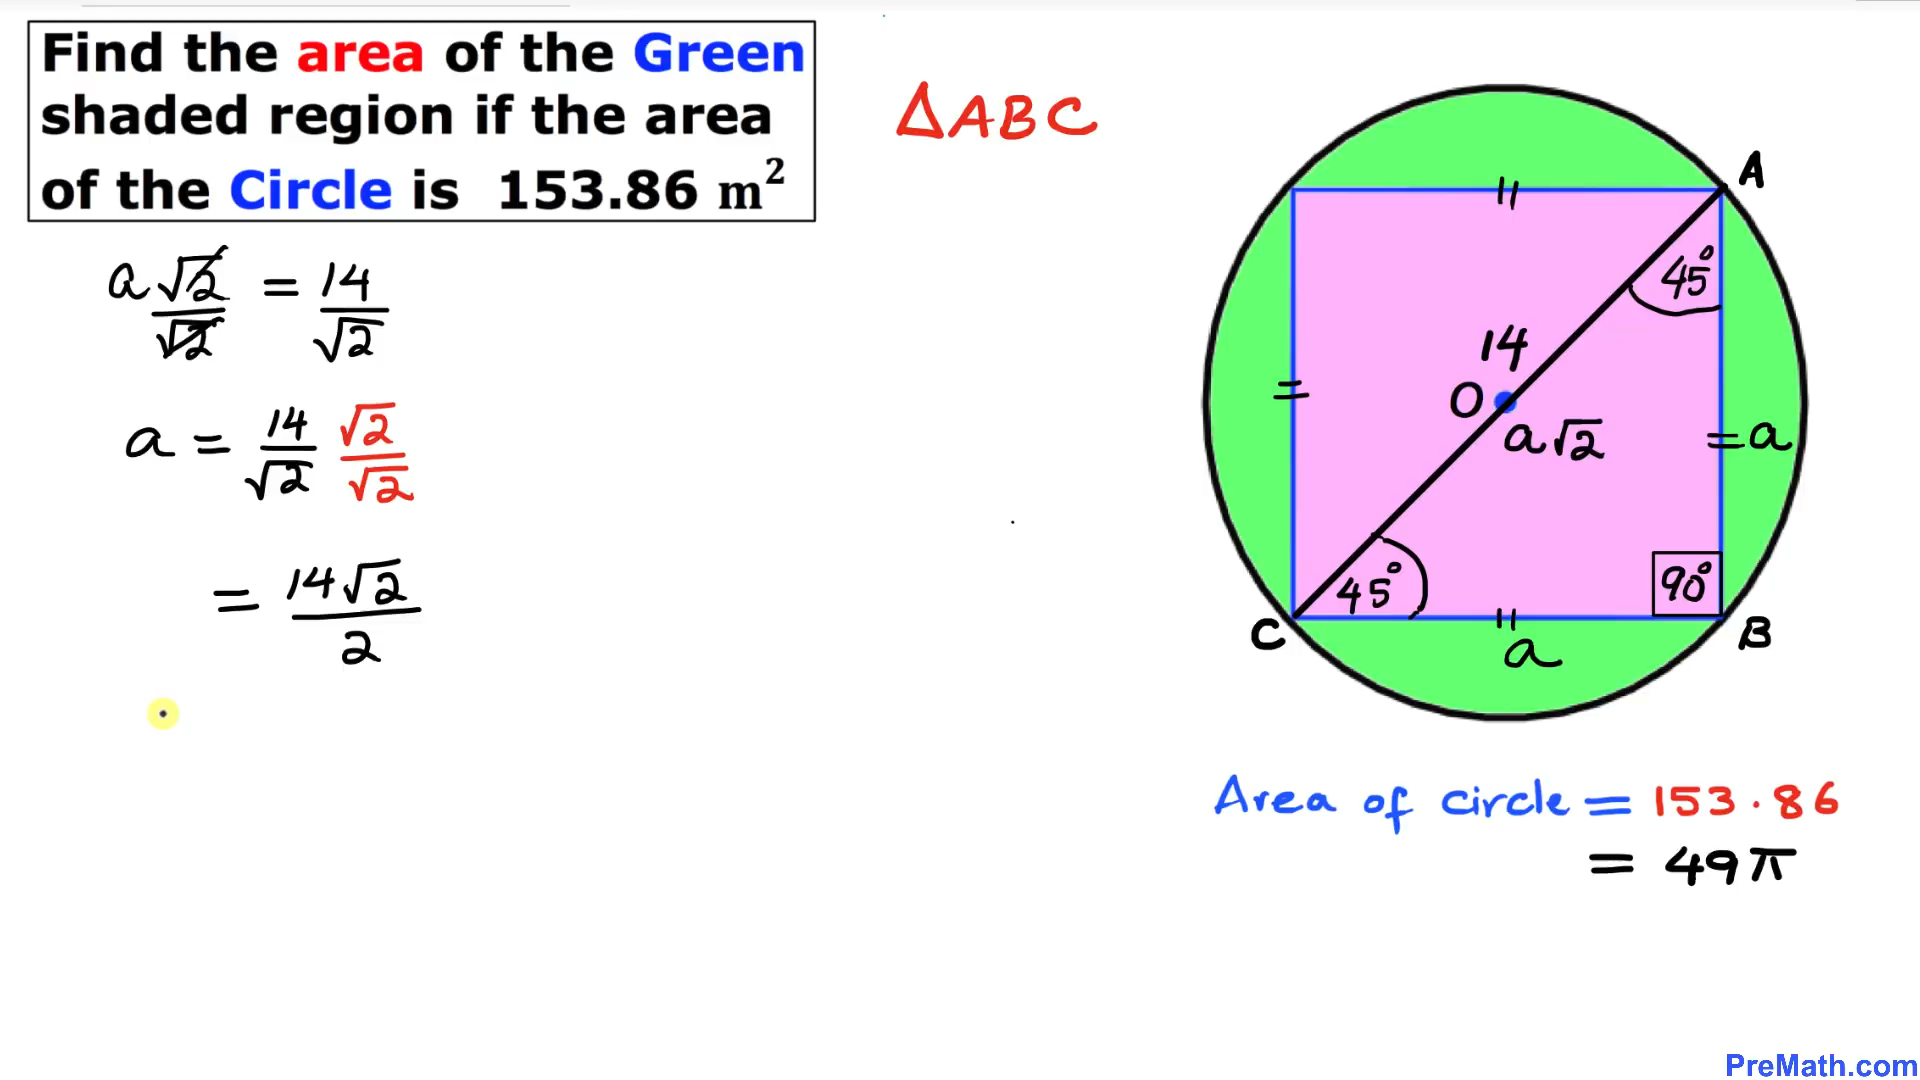 Find the area of the Green
shaded region if the area
of the Circle is 153.86 m²
a√2/√2 = 14/√2
a = 14/√2 √2/√2
= 14√2/2
△ABC
A
45°
14
O
a√2
= a
=
45°
90°
C
B
a
Area of circle = 153.86
= 49π
PreMath.com